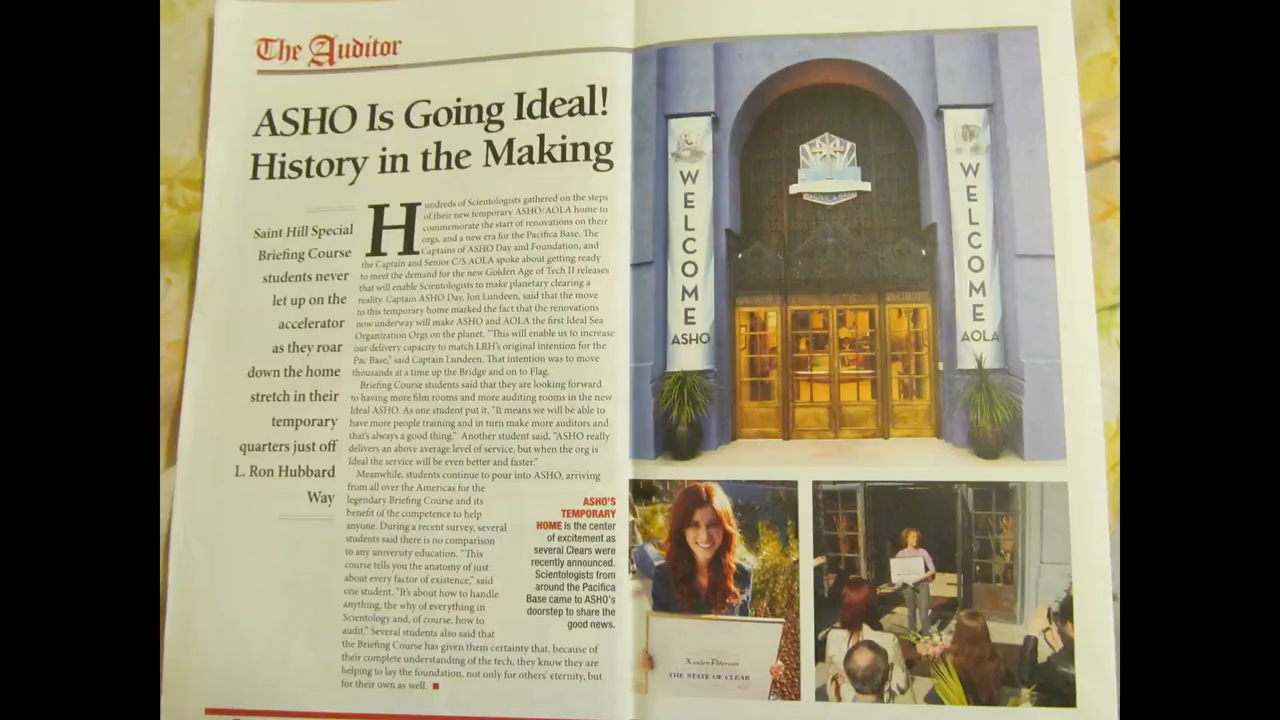 The Auditor
ASHO Is Going Ideal!
History in the Making
Saint Hill Special
Briefing Course
students never
let up on the
accelerator
as they roar
down the home
stretch in their
temporary
quarters just off
L. Ron Hubbard
Way
Hundreds of Scientologists gathered on the steps
of their new temporary ASHO/AOLA home to
commemorate the start of renovations on their
orgs, and a new era for the Pacifica Base. The
Captains of ASHO Day and Foundation, and
the Captain and Senior C/S AOLA spoke about getting ready
to meet the demand for the new Golden Age of Tech II releases
that will enable Scientologists to make planetary clearing a
reality. Captain ASHO Day, Jon Lundeen, said that the move
to this temporary home marked the fact that the renovations
now underway will make ASHO and AOLA the first Ideal Sea
Organization Orgs on the planet. "This will enable us to increase
our delivery capacity to match LRH's original intention for the
Pac Base," said Captain Lundeen. That intention was to move
thousands at a time up the Bridge and on to Flag.
Briefing Course students said that they are looking forward
to having more film rooms and more auditing rooms in the new
Ideal ASHO. As one student put it, "It means we will be able to
have more people training and in turn make more auditors and
that's always a good thing." Another student said, "ASHO really
delivers an above average level of service, but when the org is
Ideal the service will be even better and faster."
Meanwhile, students continue to pour into ASHO, arriving
from all over the Americas for the
legendary Briefing Course and its
benefit of the competence to help
anyone. During a recent survey, several
students said there is no comparison
to any university education. "This
course tells you the anatomy of just
about every factor of existence," said
one student. "It's about how to handle
anything, the why of everything in
Scientology and, of course, how to
audit." Several students also said that
the Briefing Course has given them certainty that, because of
their complete understanding of the tech, they know they are
helping to lay the foundation, not only for others' eternity, but
for their own as well.
ASHO'S
TEMPORARY
HOME is the center
of excitement as
several Clears were
recently announced.
Scientologists from
around the Pacifica
Base came to ASHO's
doorstep to share the
good news.
WELCOME
ASHO
WELCOME
AOLA
THE STATE OF CLEAR